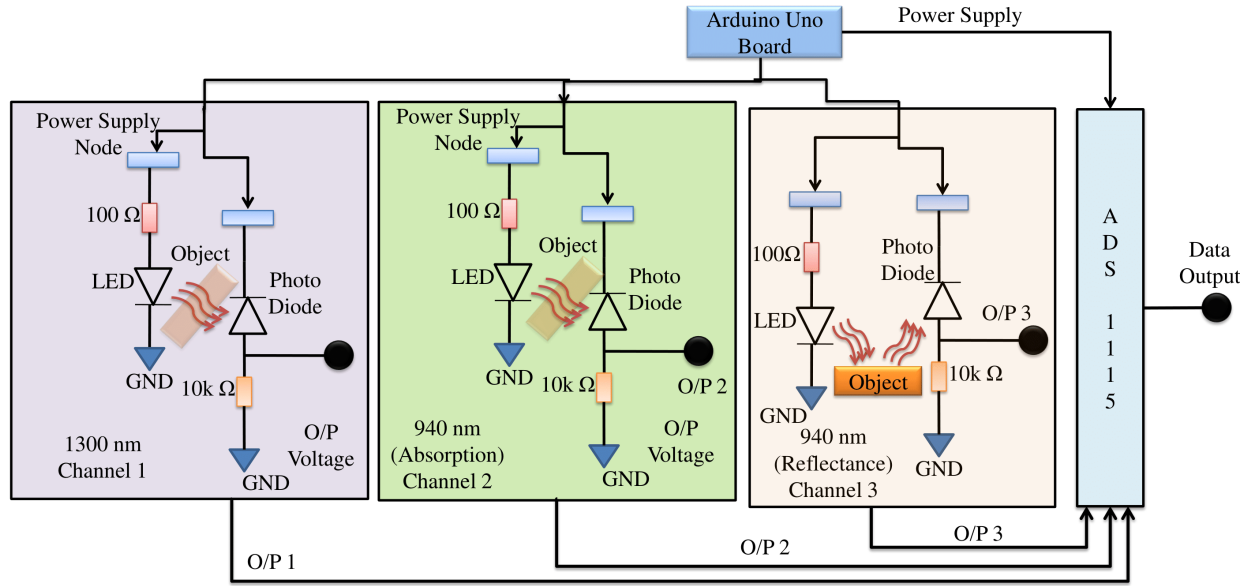 Arduino Uno
Board
Power Supply
Power Supply
Node
100 Ω
Object
LED
Photo
Diode
GND
10k Ω
1300 nm
Channel 1
O/P
Voltage
GND
Power Supply
Node
100 Ω
Object
LED
Photo
Diode
GND
10k Ω
O/P 2
940 nm
(Absorption)
Channel 2
O/P
Voltage
GND
100Ω
Photo
Diode
LED
O/P 3
Object
10k Ω
GND
940 nm
(Reflectance)
Channel 3
GND
A
D
S
1
1
1
5
Data
Output
O/P 1
O/P 2
O/P 3